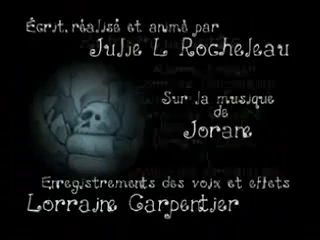 Écrit, réalisé et animé par
Julie L Rocheleau
Sur la musique
de
Jorane
Enregistrements des voix et effets
Lorraine Carpentier